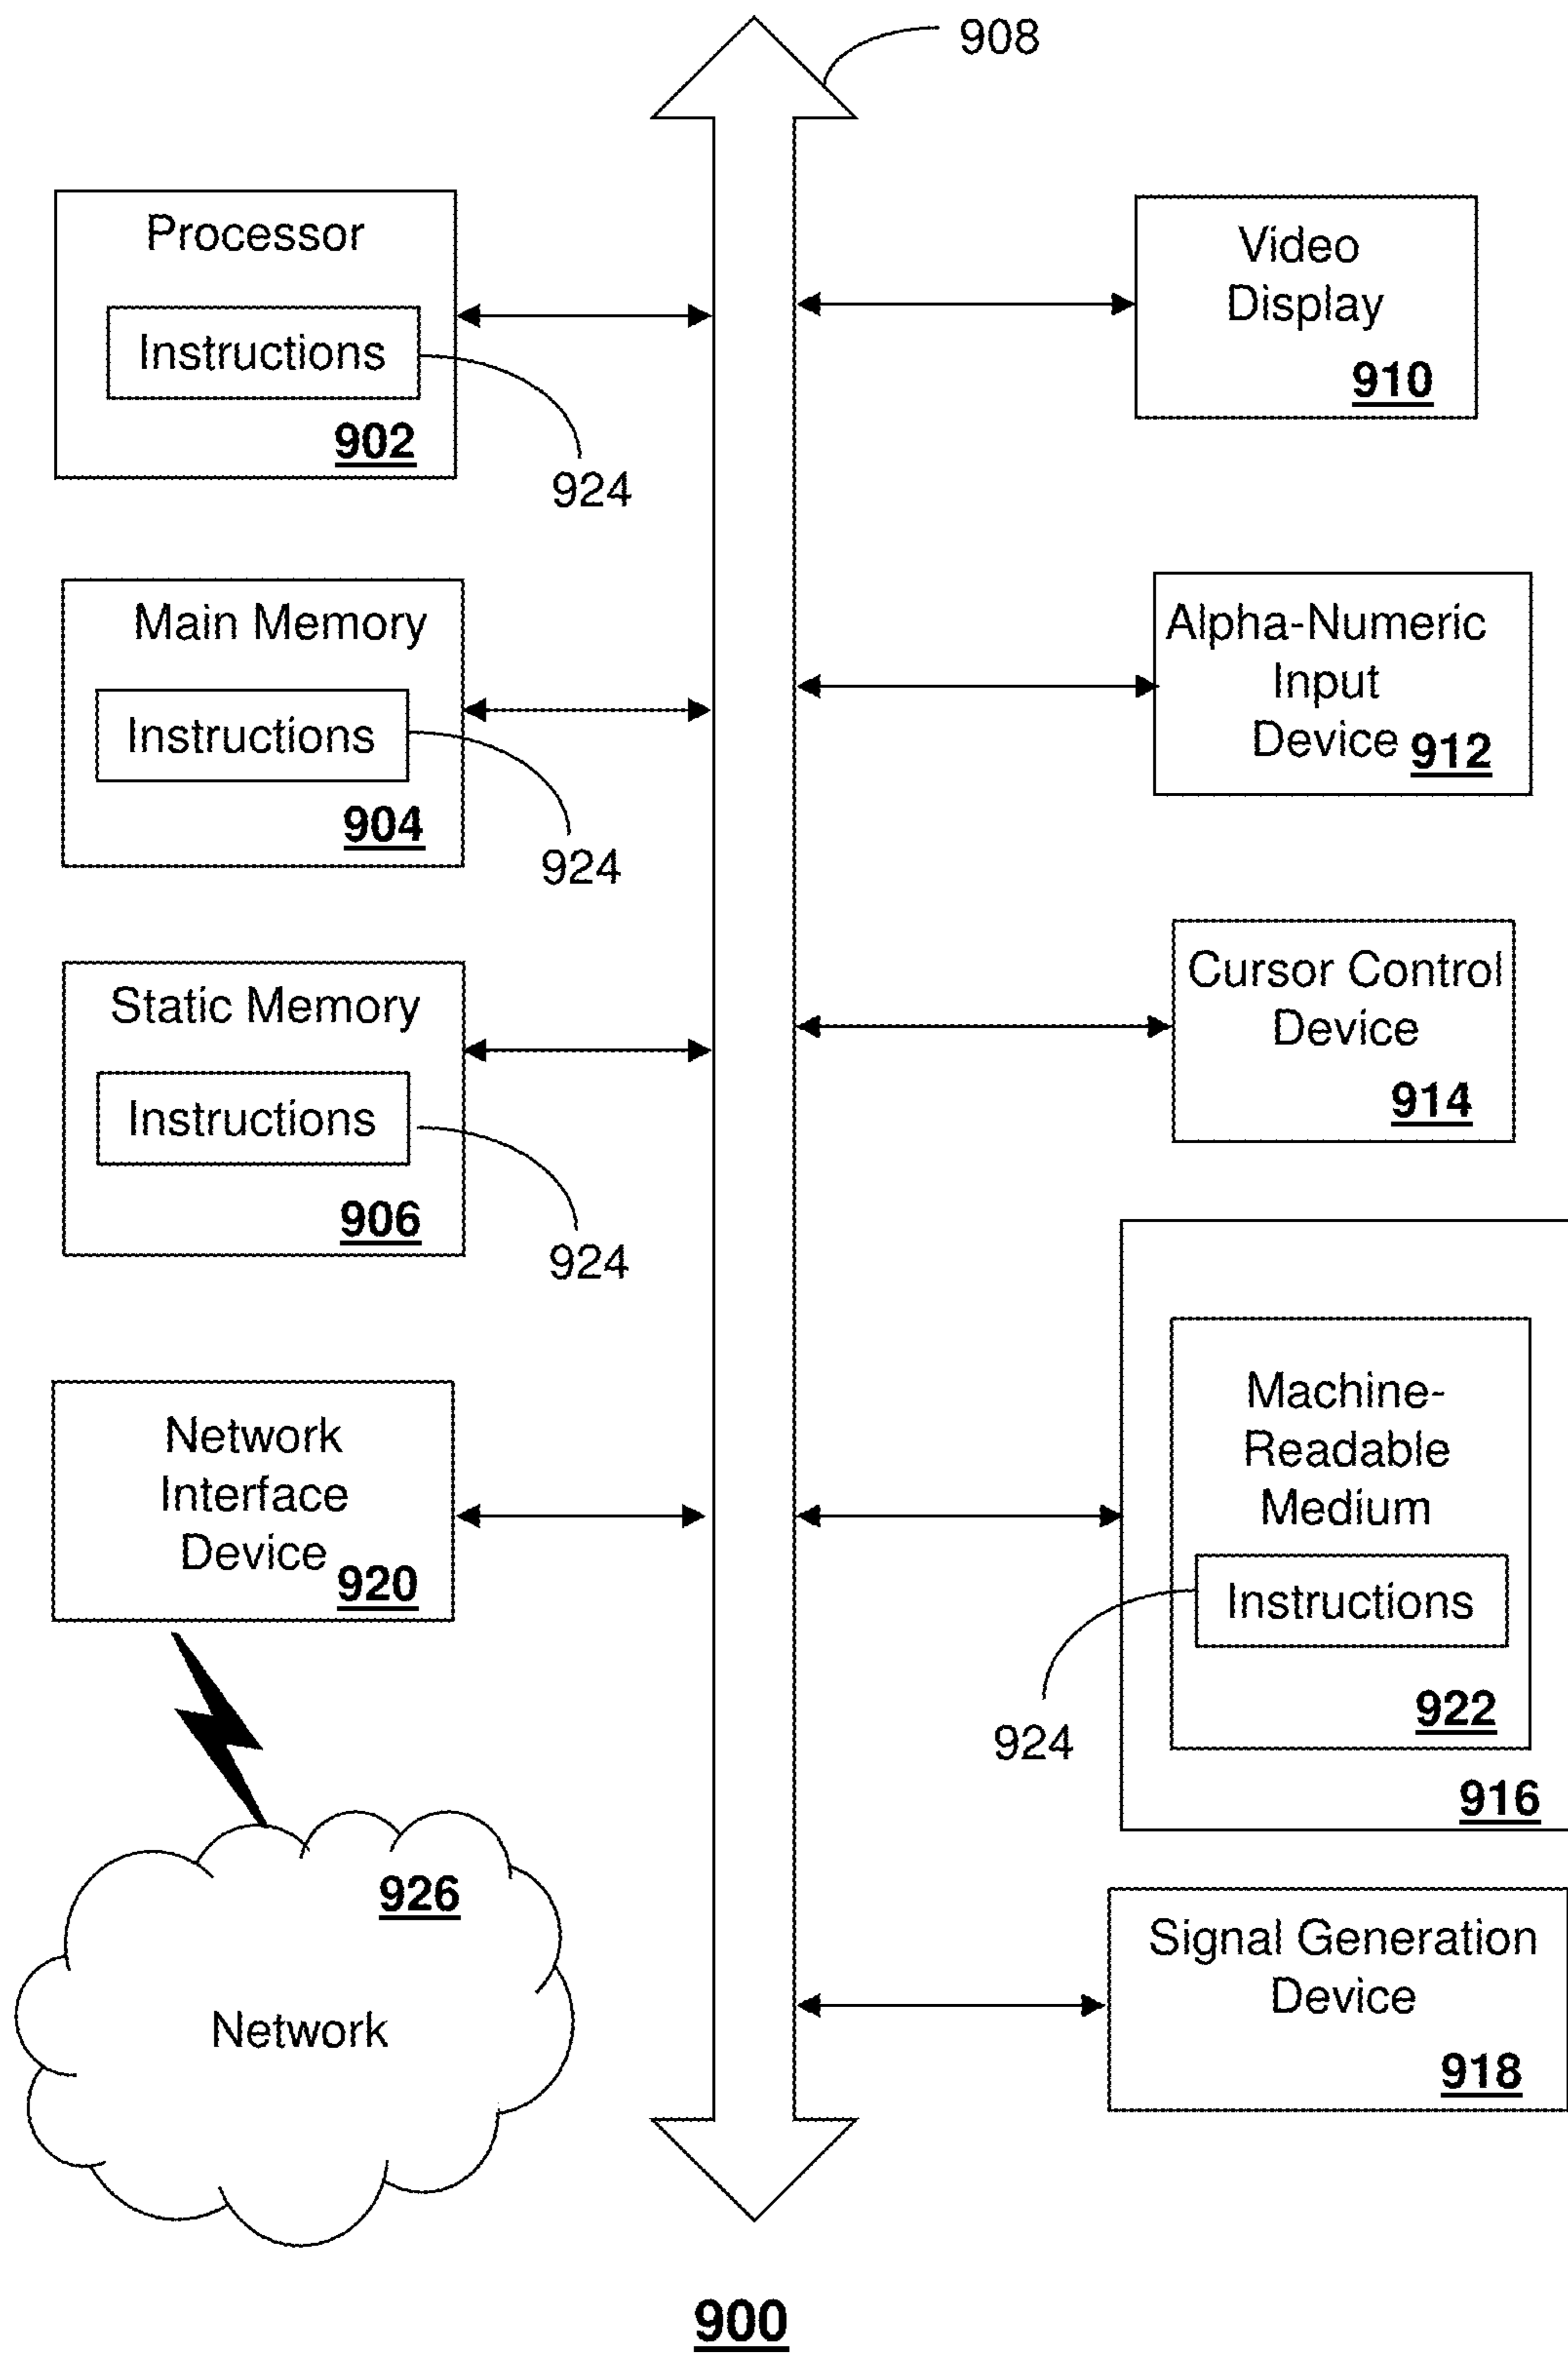 908
Processor
Instructions
902
924
Video
Display
910
Main Memory
Instructions
904
924
Alpha-Numeric
Input
Device 912
Static Memory
Instructions
906
924
Cursor Control
Device
914
Network
Interface
Device
920
Machine-
Readable
Medium
Instructions
922
924
916
926
Network
Signal Generation
Device
918
900